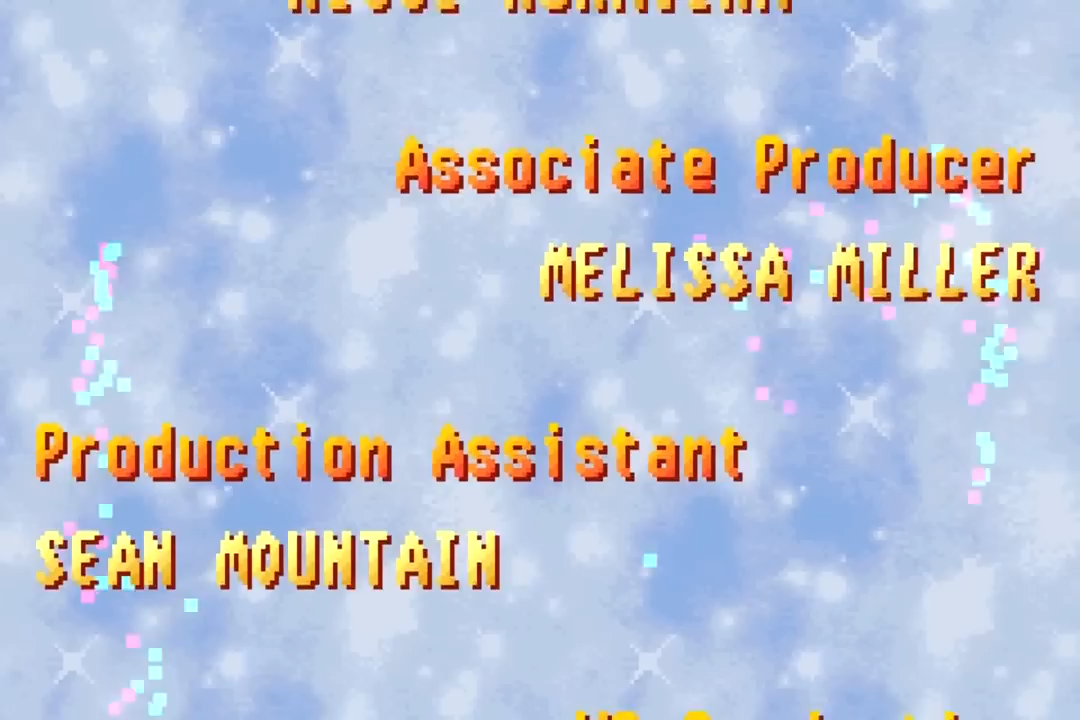 Associate Producer
MELISSA MILLER
Production Assistant
SEAN MOUNTAIN